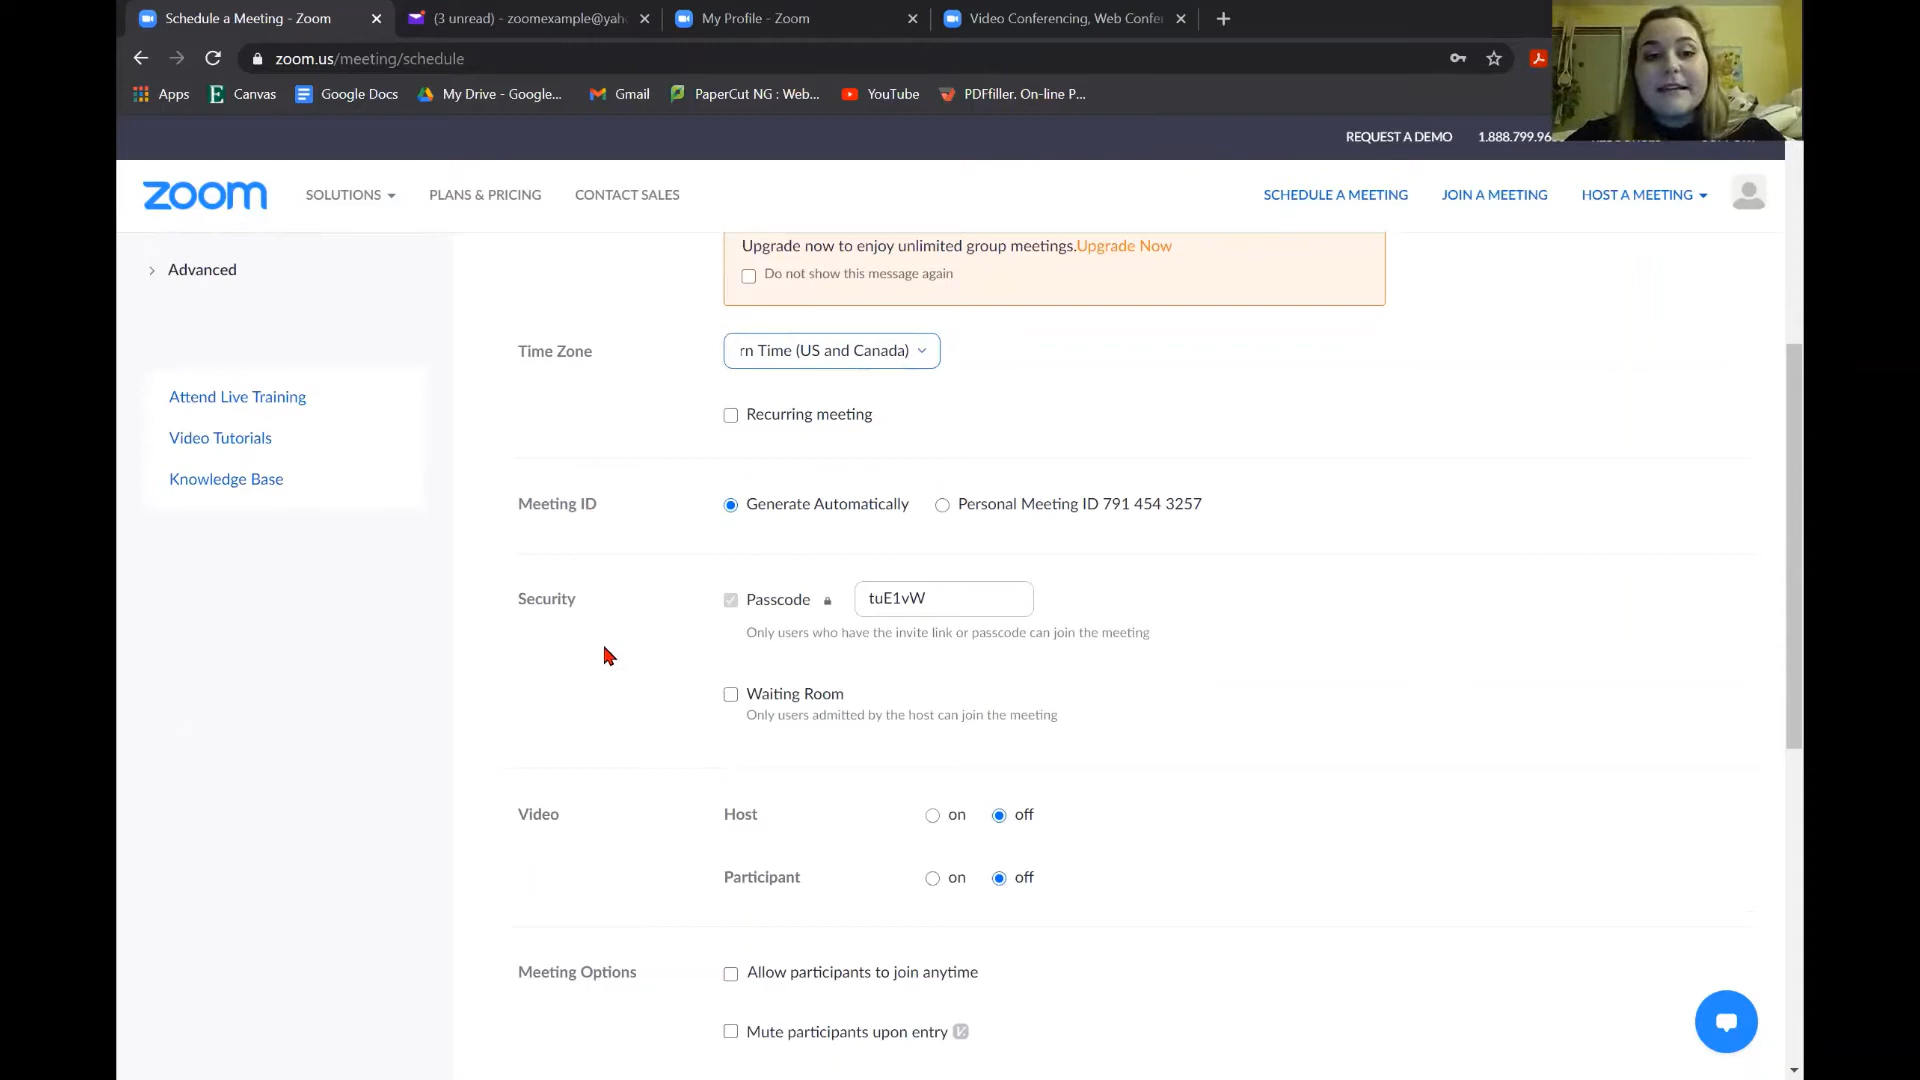 Schedule a Meeting - Zoom
(3 unread) - zoomexample@yah
My Profile - Zoom
Video Conferencing, Web Confe
zoom.us/meeting/schedule
Apps
Canvas
Google Docs
My Drive - Google...
Gmail
PaperCut NG : Web...
YouTube
PDFfiller. On-line P...
REQUEST A DEMO
1.888.799.96
zoom
SOLUTIONS
PLANS & PRICING
CONTACT SALES
SCHEDULE A MEETING
JOIN A MEETING
HOST A MEETING
Advanced
Attend Live Training
Video Tutorials
Knowledge Base
Upgrade now to enjoy unlimited group meetings.Upgrade Now
Do not show this message again
Time Zone
rn Time (US and Canada)
Recurring meeting
Meeting ID
Generate Automatically
Personal Meeting ID 791 454 3257
Security
Passcode
tuE1vW
Only users who have the invite link or passcode can join the meeting
Waiting Room
Only users admitted by the host can join the meeting
Video
Host
on
off
Participant
on
off
Meeting Options
Allow participants to join anytime
Mute participants upon entry